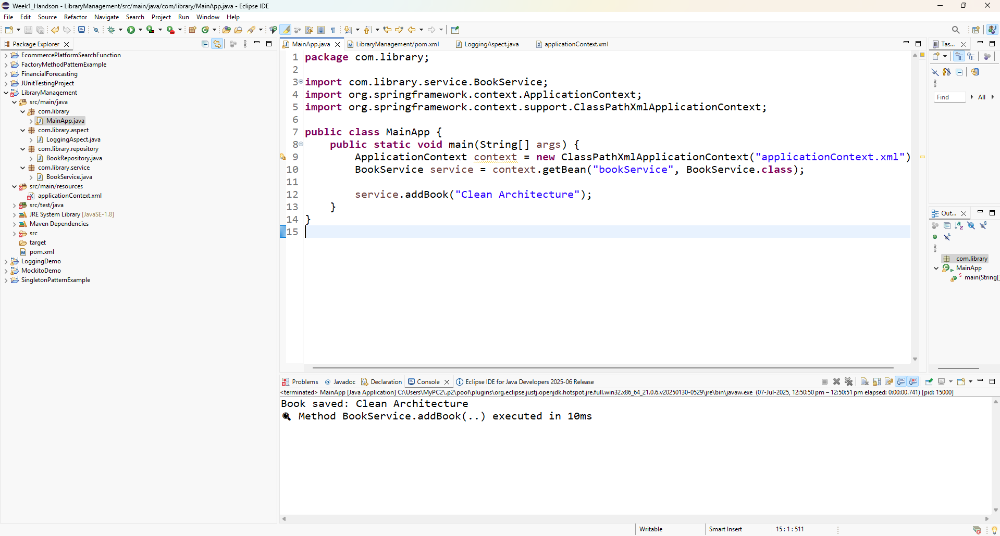 Week1_Handson - LibraryManagement/src/main/java/com/library/MainApp.java - Eclipse IDE
File Edit Source Refactor Navigate Search Project Run Window Help
Package Explorer
EcommercePlatformSearchFunction
FactoryMethodPatternExample
FinancialForecasting
JUnitTestingProject
LibraryManagement
src/main/java
com.library
MainApp.java
com.library.aspect
LoggingAspect.java
com.library.repository
BookRepository.java
com.library.service
BookService.java
src/main/resources
applicationContext.xml
src/test/java
JRE System Library [JavaSE-1.8]
Maven Dependencies
src
target
pom.xml
LoggingDemo
MockitoDemo
SingletonPatternExample
MainApp.java LibraryManagement/pom.xml LoggingAspect.java applicationContext.xml
1 package com.library;
2
3 import com.library.service.BookService;
4 import org.springframework.context.ApplicationContext;
5 import org.springframework.context.support.ClassPathXmlApplicationContext;
6
7 public class MainApp {
8 public static void main(String[] args) {
9 ApplicationContext context = new ClassPathXmlApplicationContext("applicationContext.xml")
10 BookService service = context.getBean("bookService", BookService.class);
11
12 service.addBook("Clean Architecture");
13 }
14 }
15
Tas...
Find All
Out...
com.library
MainApp
main(String[]
Problems Javadoc Declaration Console Eclipse IDE for Java Developers 2025-06 Release
<terminated> MainApp [Java Application] C:\Users\MyPC2\.p2\pool\plugins\org.eclipse.justj.openjdk.hotspot.jre.full.win32.x86_64_21.0.6.v20250130-0529\jre\bin\javaw.exe (07-Jul-2025, 12:50:50 pm – 12:50:51 pm elapsed: 0:00:00.741) [pid: 15000]
Book saved: Clean Architecture
Method BookService.addBook(..) executed in 10ms
Writable Smart Insert 15 : 1 : 511